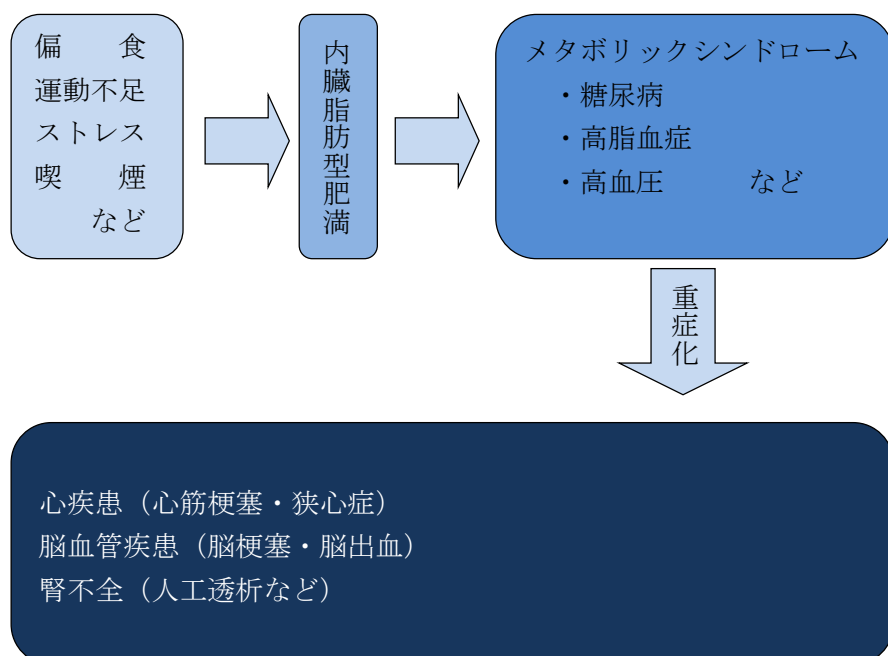 偏　　食
運動不足
ストレス
喫　　煙
など
内臓脂肪型肥満
メタボリックシンドローム
・糖尿病
・高脂血症
・高血圧　　　など
重症化
心疾患（心筋梗塞・狭心症）
脳血管疾患（脳梗塞・脳出血）
腎不全（人工透析など）